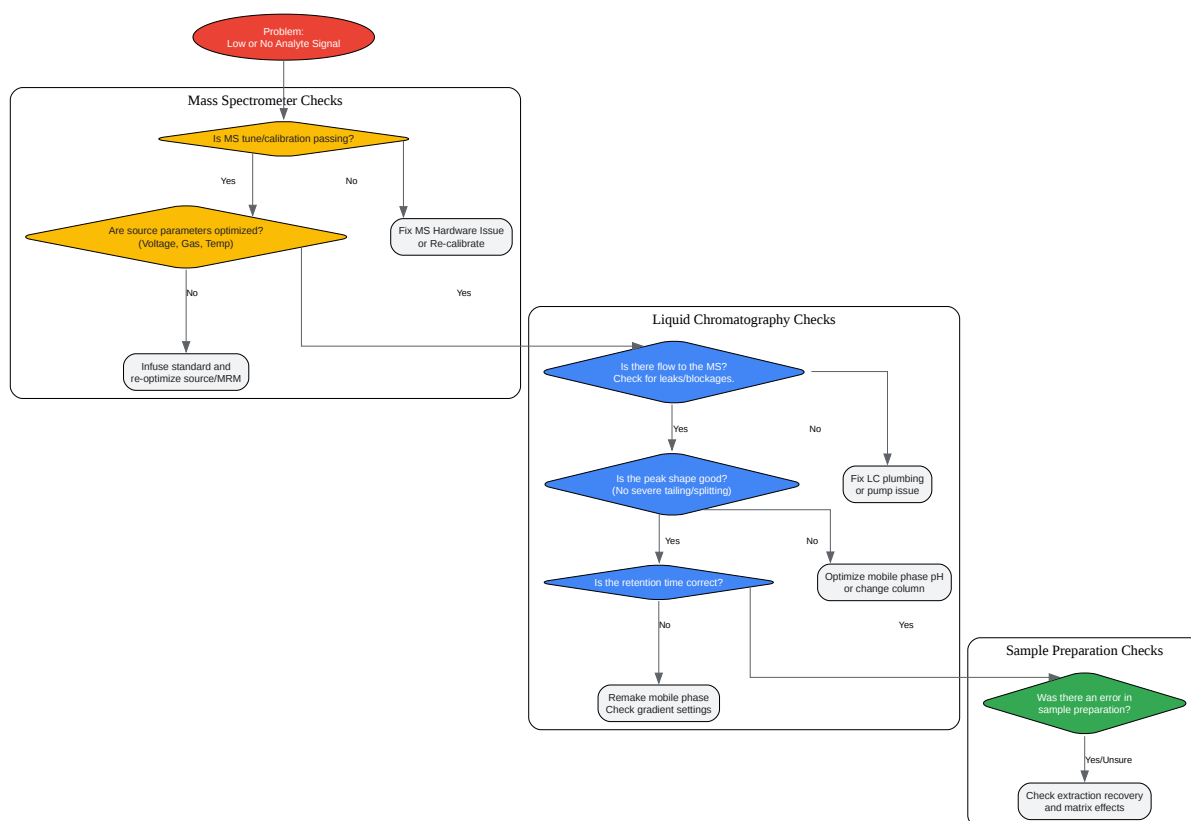 Problem:
Low or No Analyte Signal
Mass Spectrometer Checks
Is MS tune/calibration passing?
Yes
No
Are source parameters optimized?
(Voltage, Gas, Temp)
Fix MS Hardware Issue
or Re-calibrate
No
Yes
Infuse standard and
re-optimize source/MRM
Liquid Chromatography Checks
Is there flow to the MS?
Check for leaks/blockages.
Yes
No
Is the peak shape good?
(No severe tailing/splitting)
Fix LC plumbing
or pump issue
Yes
No
Is the retention time correct?
Optimize mobile phase pH
or change column
No
Yes
Remake mobile phase
Check gradient settings
Sample Preparation Checks
Was there an error in
sample preparation?
Yes/Unsure
Check extraction recovery
and matrix effects